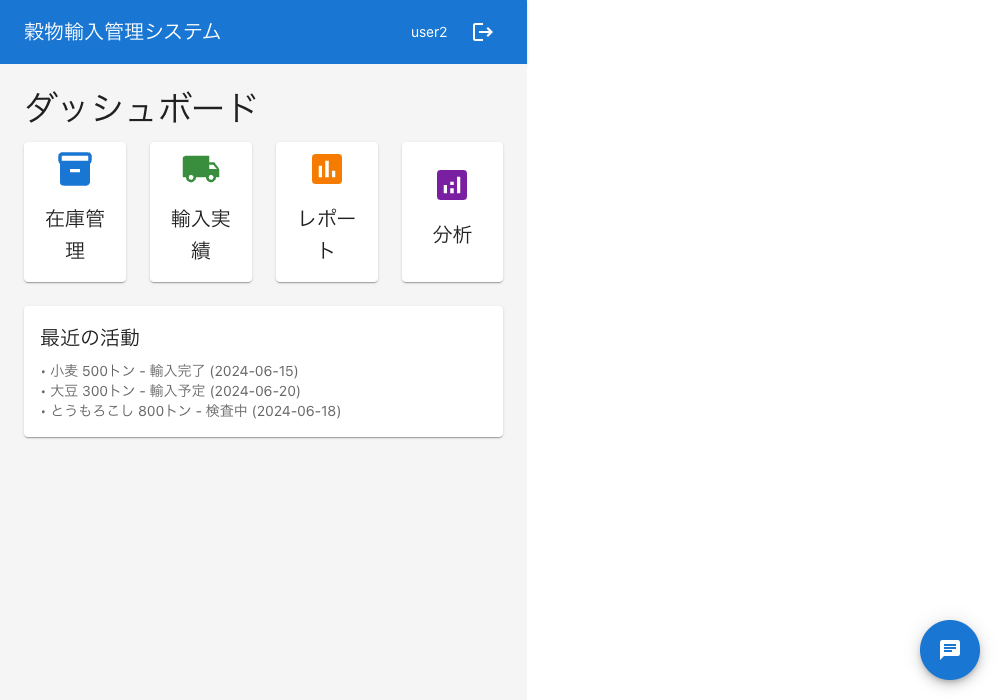 穀物輸入管理システム
user2
ダッシュボード
在庫管
理
輸入実
績
レポー
ト
分析
最近の活動
• 小麦 500トン - 輸入完了 (2024-06-15)
• 大豆 300トン - 輸入予定 (2024-06-20)
• とうもろこし 800トン - 検査中 (2024-06-18)